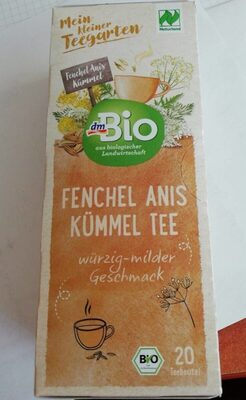 Mein
kleiner
Teegarten
Naturland
Fenchel Anis
Kümmel
dm
Bio
aus biologischer
Landwirtschaft
FENCHEL ANIS
KÜMMEL TEE
würzig-milder
Geschmack
BIO
20
Teebeutel